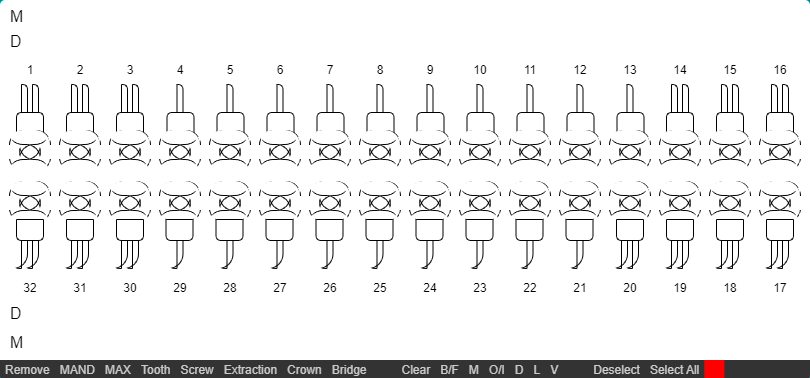 M
D
1 2 3 4 5 6 7 8 9 10 11 12 13 14 15 16
32 31 30 29 28 27 26 25 24 23 22 21 20 19 18 17
D
M
Remove MAND MAX Tooth Screw Extraction Crown Bridge Clear B/F M O/I D L V Deselect Select All